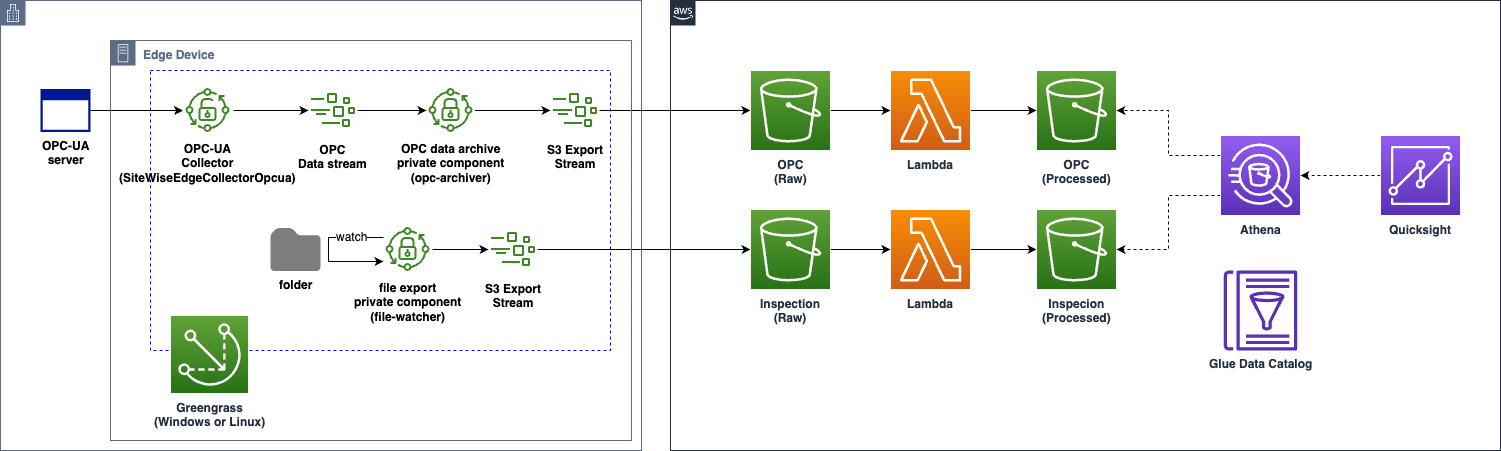 aws
Edge Device
OPC-UA
server
OPC-UA
Collector
(SiteWiseEdgeCollectorOpcua)
OPC
Data stream
OPC data archive
private component
(opc-archiver)
S3 Export
Stream
OPC
(Raw)
Lambda
OPC
(Processed)
Athena
Quicksight
watch
folder
file export
private component
(file-watcher)
S3 Export
Stream
Inspection
(Raw)
Lambda
Inspecion
(Processed)
Glue Data Catalog
Greengrass
(Windows or Linux)